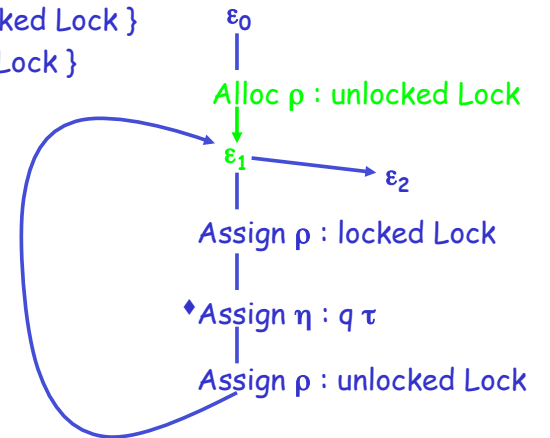 ked Lock }
Lock }
ε0
Alloc ρ : unlocked Lock
ε1
ε2
Assign ρ : locked Lock
♦Assign η : q τ
Assign ρ : unlocked Lock